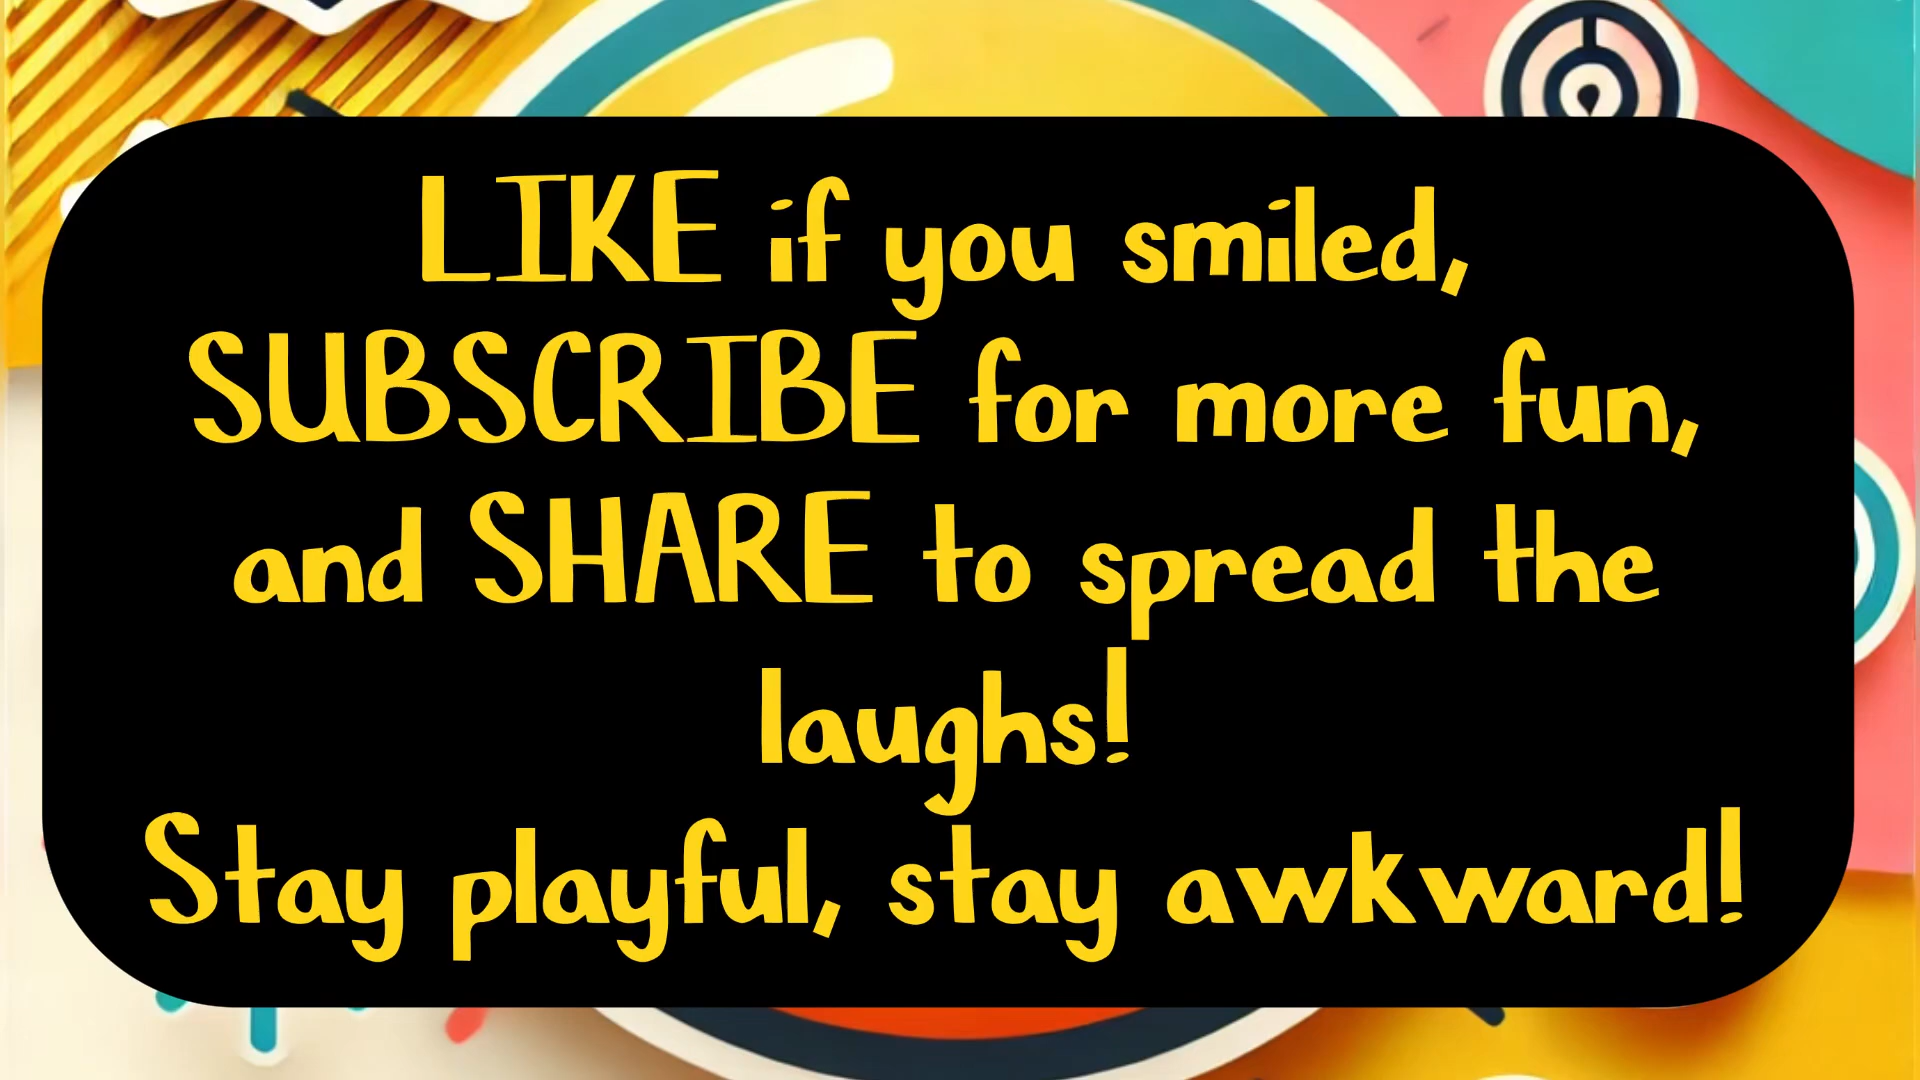 LIKE if you smiled,
SUBSCRIBE for more fun,
and SHARE to spread the
laughs!
Stay playful, stay awkward!